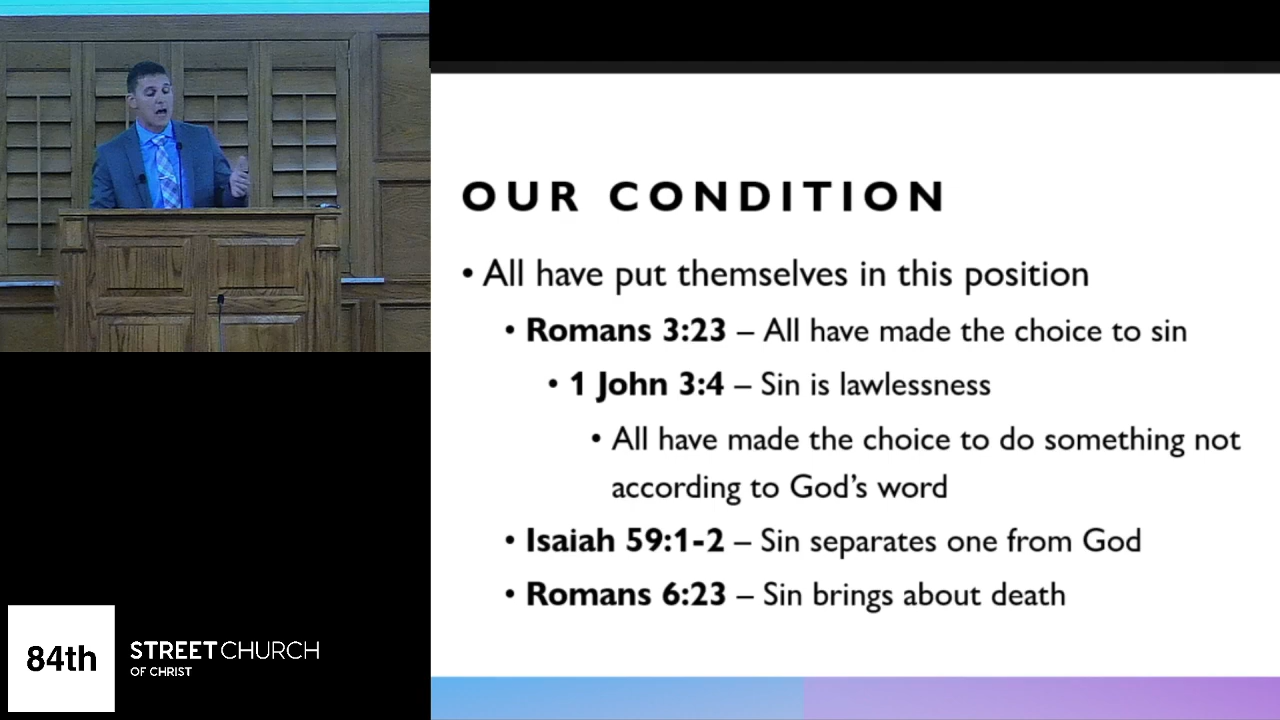 OUR CONDITION
• All have put themselves in this position
• Romans 3:23 – All have made the choice to sin
• 1 John 3:4 – Sin is lawlessness
• All have made the choice to do something not
according to God’s word
• Isaiah 59:1-2 – Sin separates one from God
• Romans 6:23 – Sin brings about death
84th
STREET CHURCH
OF CHRIST